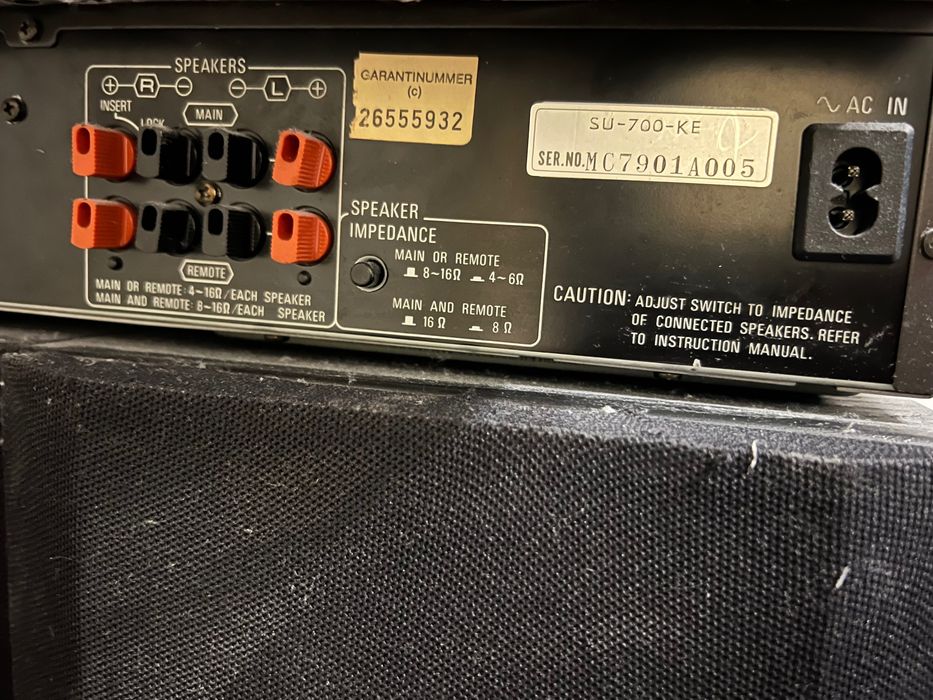 SPEAKERS
+ R - - L +
INSERT
LOCK
MAIN
REMOTE
MAIN OR REMOTE: 4~16Ω/EACH SPEAKER
MAIN AND REMOTE: 8~16Ω/EACH SPEAKER
GARANTINUMMER
(c)
26555932
SPEAKER
IMPEDANCE
MAIN OR REMOTE
8~16Ω 4~6Ω
MAIN AND REMOTE
16Ω 8Ω
SU-700-KE
SER.NO.MC7901A005
~ AC IN
CAUTION: ADJUST SWITCH TO IMPEDANCE
OF CONNECTED SPEAKERS. REFER
TO INSTRUCTION MANUAL.